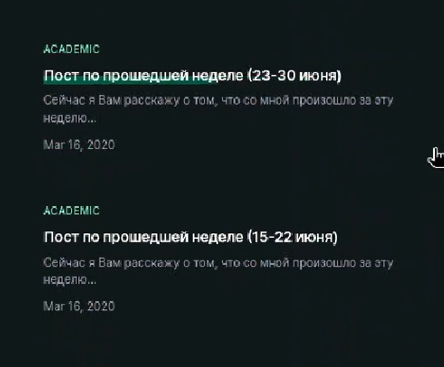 ACADEMIC
Пост по прошедшей неделе (23-30 июня)
Сейчас я Вам расскажу о том, что со мной произошло за эту
неделю...
Mar 16, 2020
ACADEMIC
Пост по прошедшей неделе (15-22 июня)
Сейчас я Вам расскажу о том, что со мной произошло за эту
неделю...
Mar 16, 2020